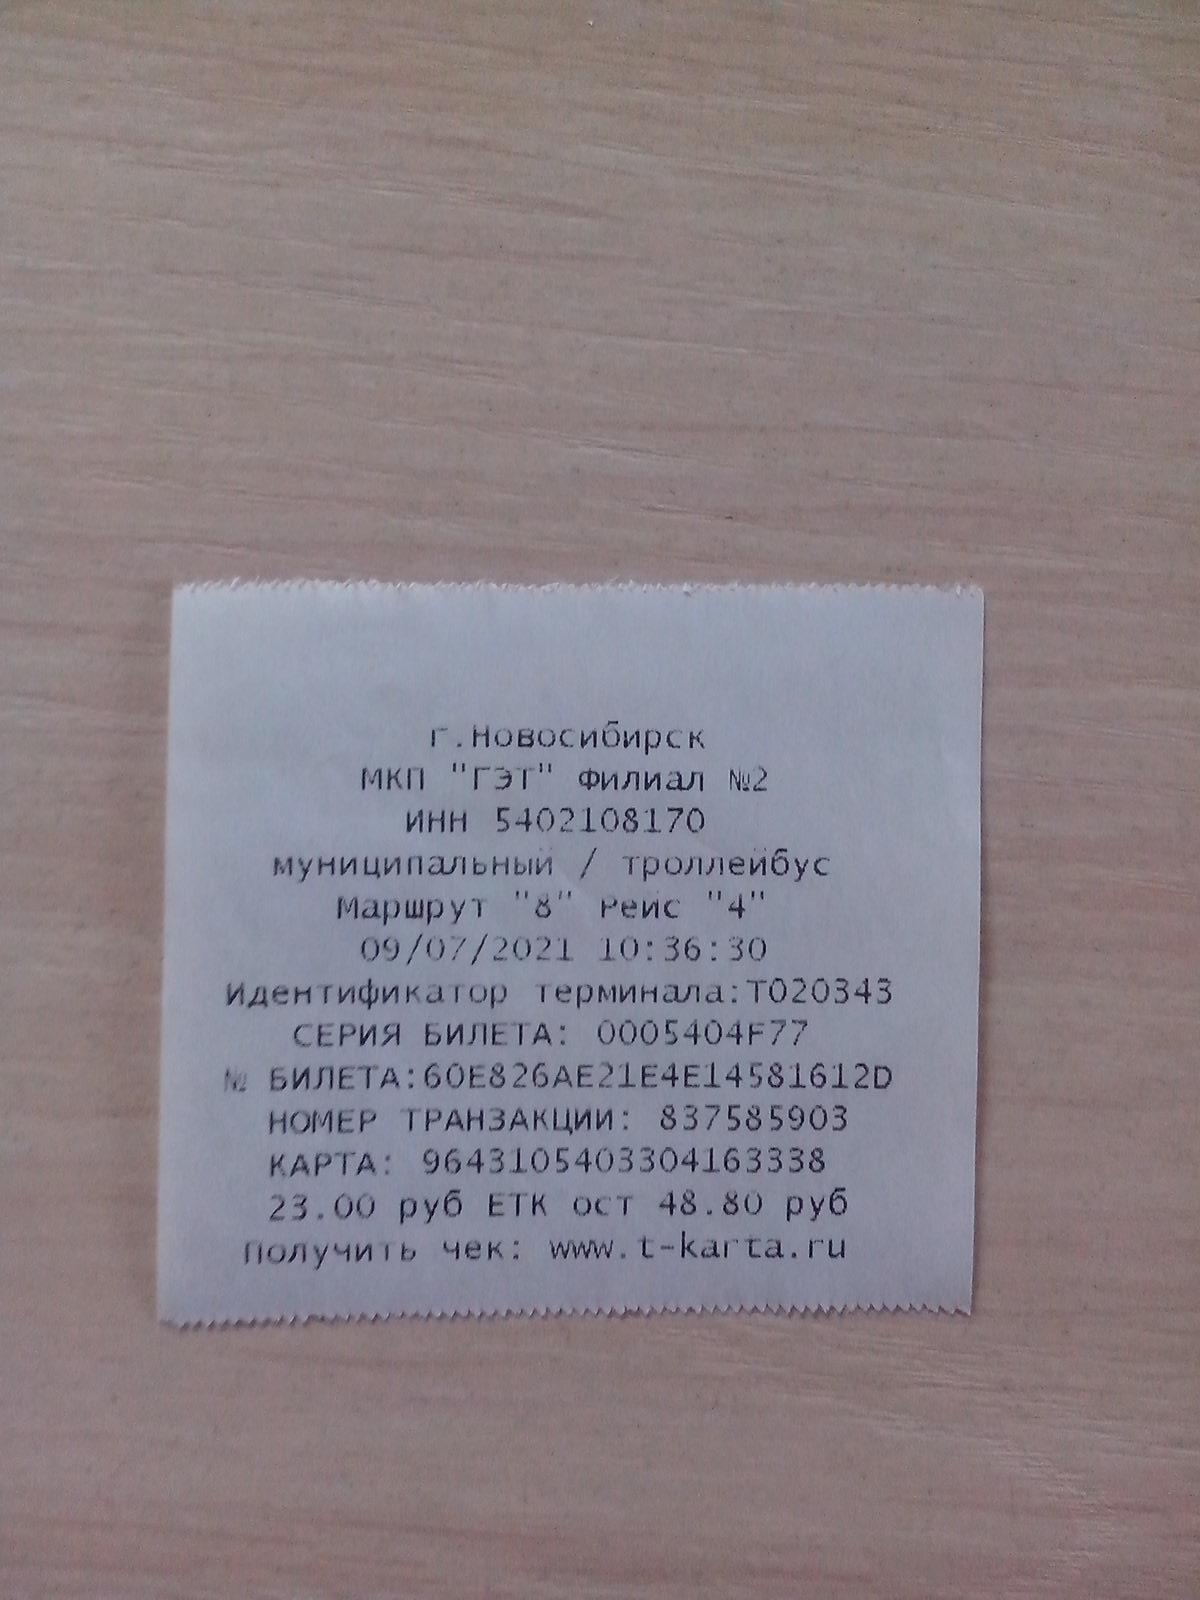 г.Новосибирск
МКП "ГЭТ" Филиал №2
ИНН 5402108170
муниципальный / троллейбус
Маршрут "8" Рейс "4"
09/07/2021 10:36:30
Идентификатор терминала:T020343
СЕРИЯ БИЛЕТА: 0005404F77
№ БИЛЕТА:60E826AE21E4E14581612D
НОМЕР ТРАНЗАКЦИИ: 837585903
КАРТА: 9643105403304163338
23.00 руб ЕТК ост 48.80 руб
Получить чек: www.t-karta.ru